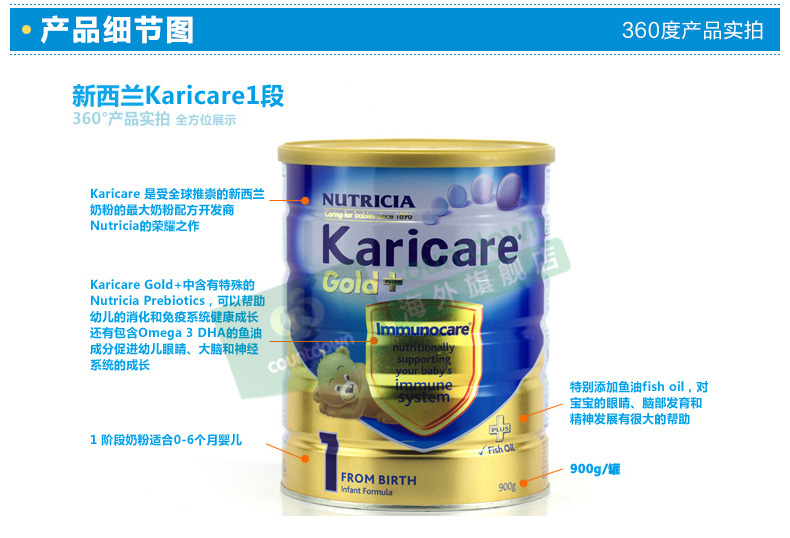 产品细节图
360度产品实拍
新西兰Karicare1段
360°产品实拍 全方位展示
Karicare 是受全球推崇的新西兰
奶粉的最大奶粉配方开发商
Nutricia的荣耀之作
Karicare Gold+中含有特殊的
Nutricia Prebiotics，可以帮助
幼儿的消化和免疫系统健康成长
还有包含Omega 3 DHA的鱼油
成分促进幼儿眼睛、大脑和神经
系统的成长
1 阶段奶粉适合0-6个月婴儿
NUTRICIA
Caring for babies since 1970
Karicare
Gold+
countdown
海外旗舰店
countdown
Immunocare
nutritionally
supporting
your baby's
immune
system
PLUS
✓ Fish Oil
1
FROM BIRTH
Infant Formula
900g
特别添加鱼油fish oil，对
宝宝的眼睛、脑部发育和
精神发展有很大的帮助
900g/罐